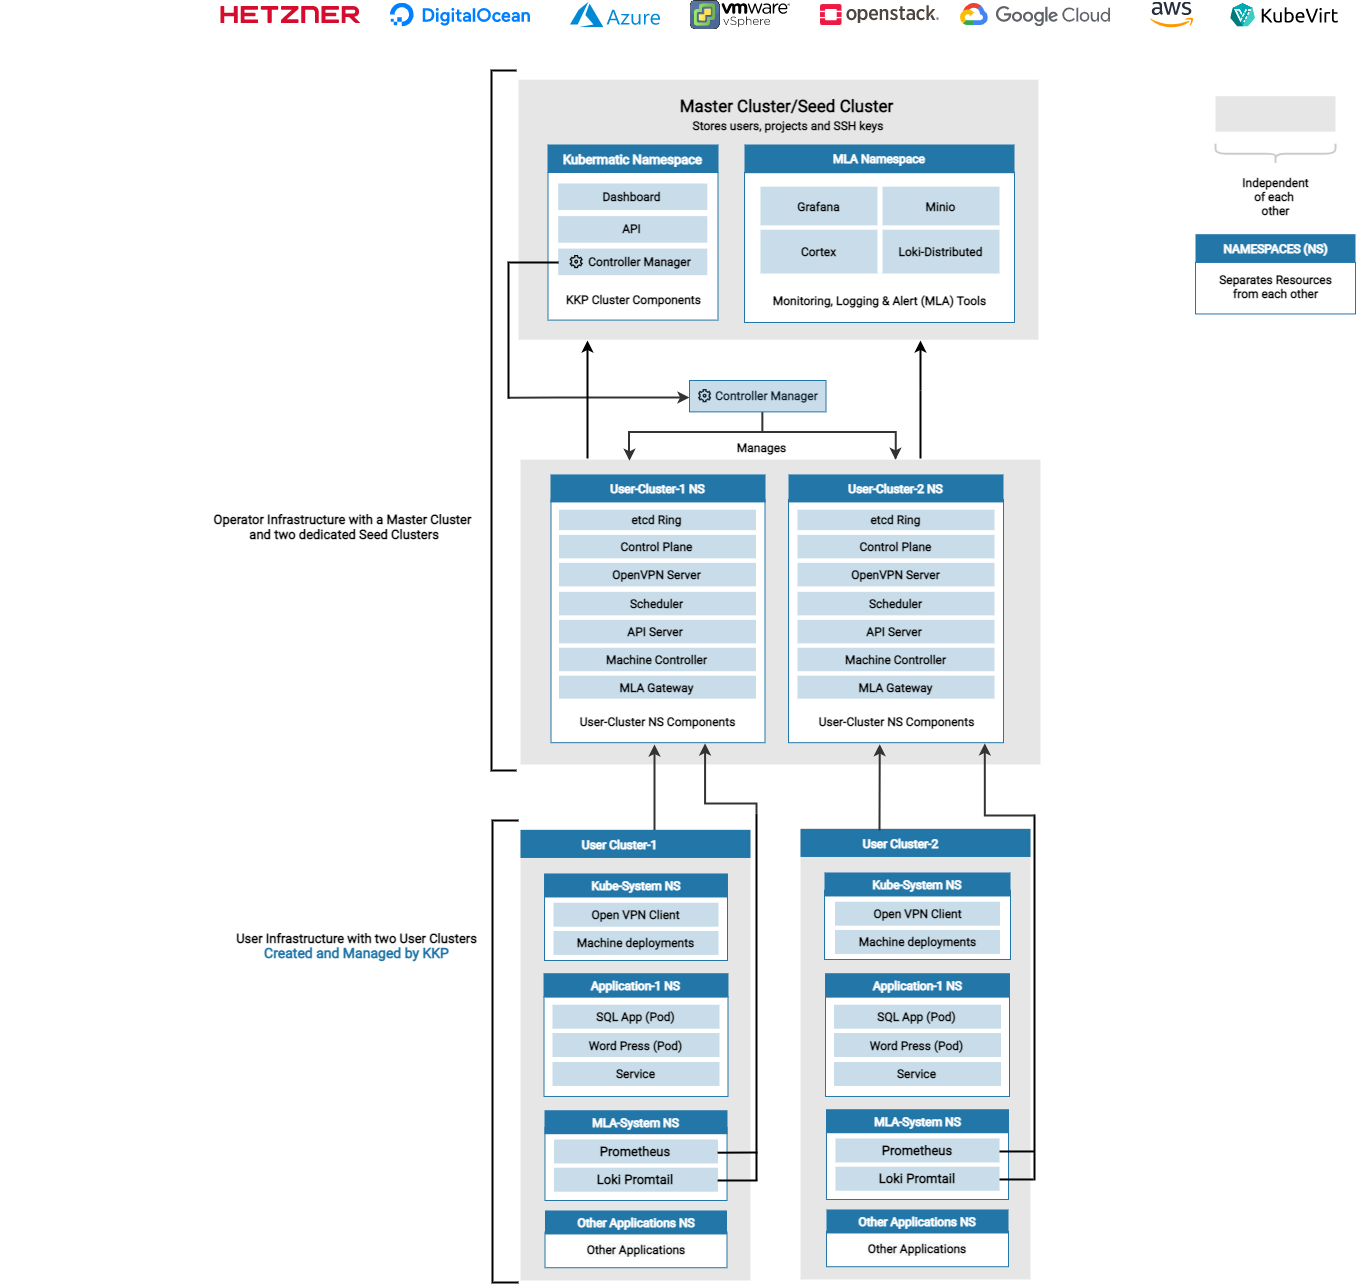 HETZNER
DigitalOcean
Azure
vmware
vSphere
openstack.
Google Cloud
aws
KubeVirt
Master Cluster/Seed Cluster
Stores users, projects and SSH keys
Kubermatic Namespace
Dashboard
API
Controller Manager
KKP Cluster Components
MLA Namespace
Grafana
Minio
Cortex
Loki-Distributed
Monitoring, Logging & Alert (MLA) Tools
Independent
of each
other
NAMESPACES (NS)
Separates Resources
from each other
Controller Manager
Manages
Operator Infrastructure with a Master Cluster
and two dedicated Seed Clusters
User-Cluster-1 NS
etcd Ring
Control Plane
OpenVPN Server
Scheduler
API Server
Machine Controller
MLA Gateway
User-Cluster NS Components
User-Cluster-2 NS
etcd Ring
Control Plane
OpenVPN Server
Scheduler
API Server
Machine Controller
MLA Gateway
User-Cluster NS Components
User Infrastructure with two User Clusters
Created and Managed by KKP
User Cluster-1
Kube-System NS
Open VPN Client
Machine deployments
Application-1 NS
SQL App (Pod)
Word Press (Pod)
Service
MLA-System NS
Prometheus
Loki Promtail
Other Applications NS
Other Applications
User Cluster-2
Kube-System NS
Open VPN Client
Machine deployments
Application-1 NS
SQL App (Pod)
Word Press (Pod)
Service
MLA-System NS
Prometheus
Loki Promtail
Other Applications NS
Other Applications